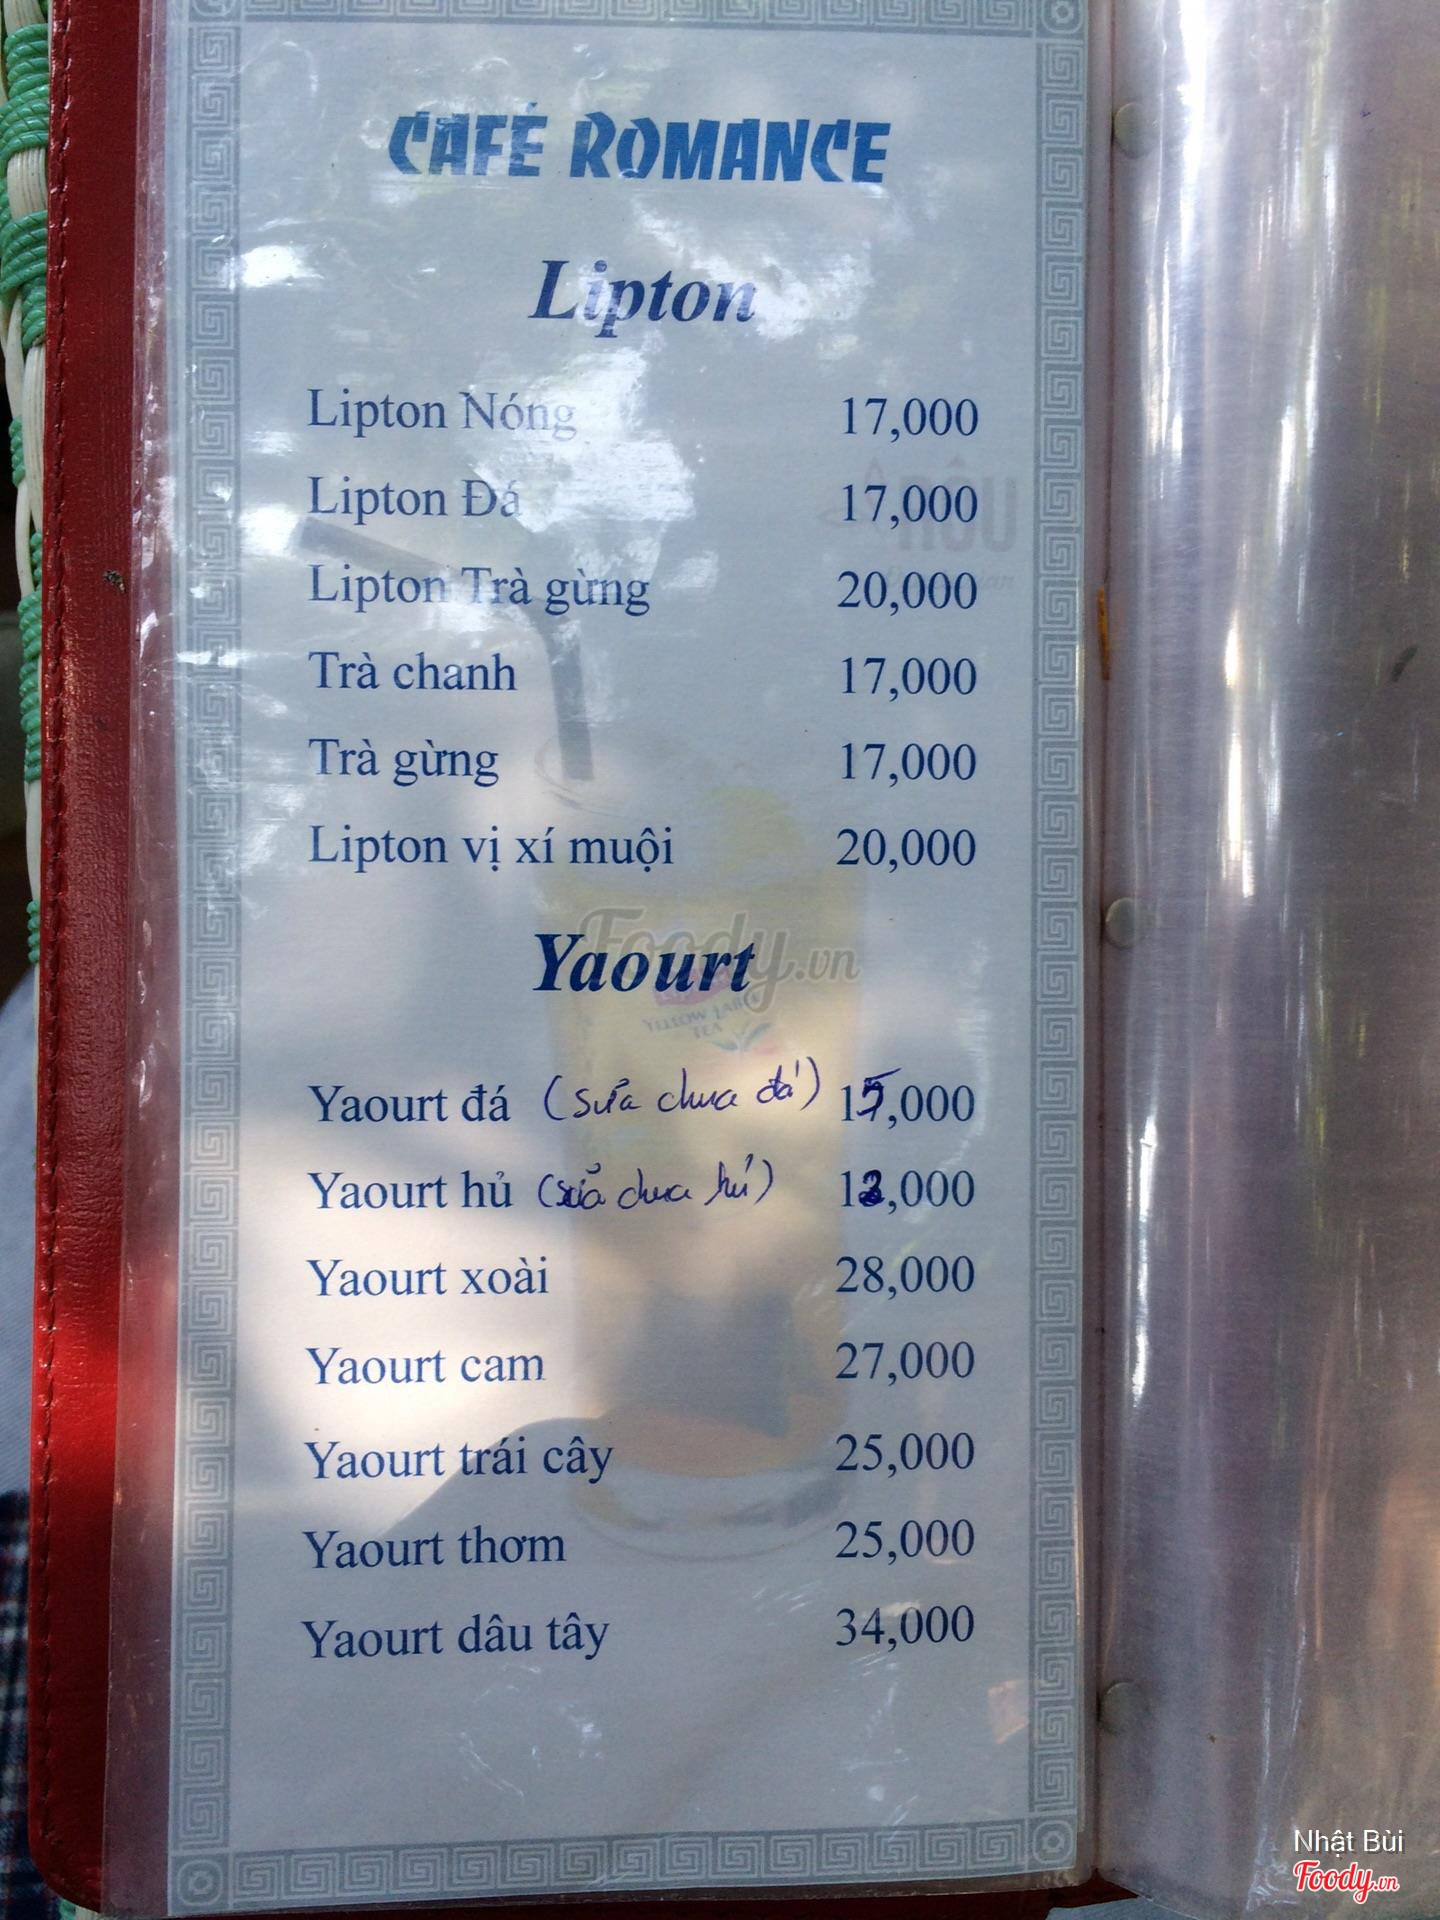 CAFÉ ROMANCE
Lipton
Lipton Nóng 17,000
Lipton Đá 17,000
Lipton Trà gừng 20,000
Trà chanh 17,000
Trà gừng 17,000
Lipton vị xí muội 20,000
Foody.vn
Yaourt
YELLOW LABEL
TEA
Yaourt đá (sữa chua đá) 15,000
Yaourt hủ (sữa chua hủ) ,000
Yaourt xoài 28,000
Yaourt cam 27,000
Yaourt trái cây 25,000
Yaourt thơm 25,000
Yaourt dâu tây 34,000
Nhật Bùi
Foody.vn